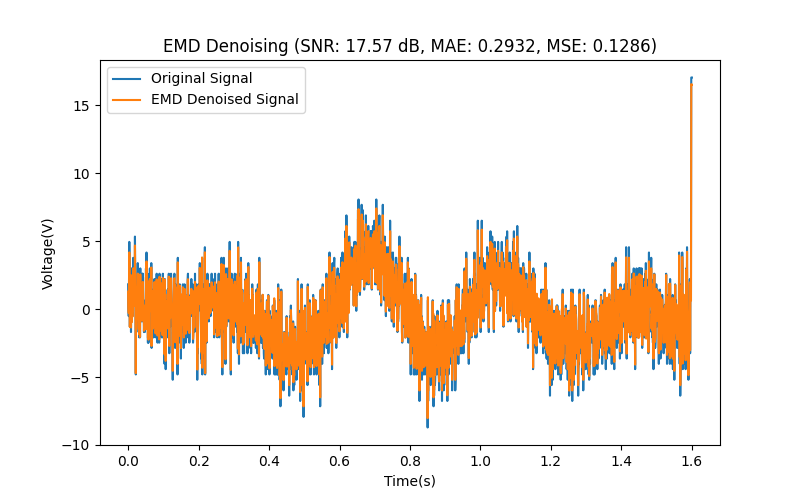 EMD Denoising (SNR: 17.57 dB, MAE: 0.2932, MSE: 0.1286)
Original Signal
EMD Denoised Signal
Voltage(V)
15
10
5
0
−5
−10
0.0 0.2 0.4 0.6 0.8 1.0 1.2 1.4 1.6
Time(s)